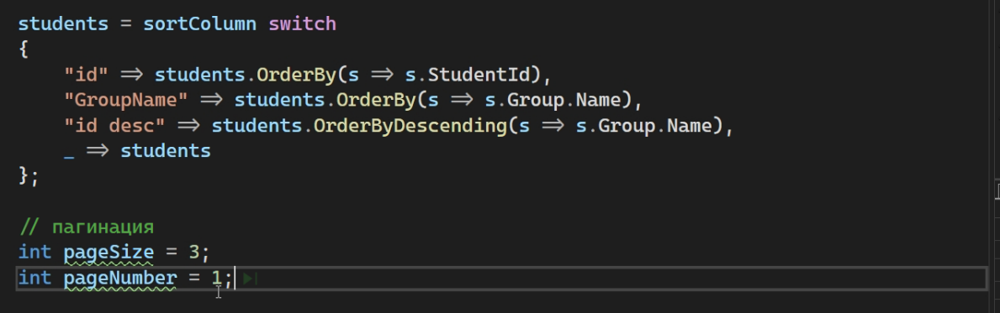 students = sortColumn switch
{
"id" => students.OrderBy(s => s.StudentId),
"GroupName" => students.OrderBy(s => s.Group.Name),
"id desc" => students.OrderByDescending(s => s.Group.Name),
_ => students
};
// пагинация
int pageSize = 3;
int pageNumber = 1;